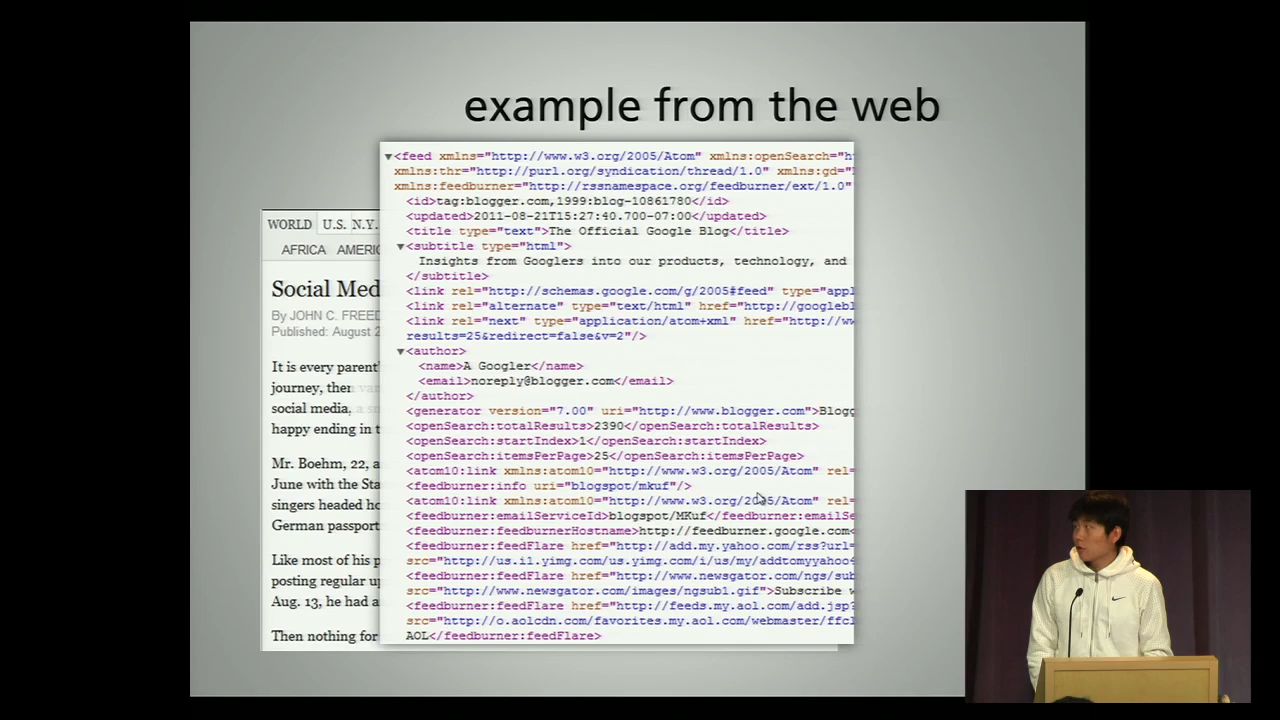 example from the web
WORLD U.S. N.Y.
AFRICA
Social Med
By JOHN C. FREED
Published: August 2
It is every parent'
journey, then
social media,
happy ending in t
Mr. Boehm, 22, a
June with the Sta
singers headed ho
German passport
Like most of his p
posting regular up
Aug. 13, he had a
Then nothing for
<feed xmlns="http://www.w3.org/2005/Atom" xmlns:openSearch="h
xmlns:thr="http://purl.org/syndication/thread/1.0" xmlns:gd="
xmlns:feedburner="http://rssnamespace.org/feedburner/ext/1.0"
<id>tag:blogger.com,1999:blog-10861780</id>
<updated>2011-08-21T15:27:40.700-07:00</updated>
<title type="text">The Official Google Blog</title>
<subtitle type="html">
Insights from Googlers into our products, technology, and
</subtitle>
<link rel="http://schemas.google.com/g/2005#feed" type="appl
<link rel="alternate" type="text/html" href="http://googlebl
<link rel="next" type="application/atom+xml" href="http://ww
results=25&redirect=false&v=2"/>
<author>
<name>A Googler</name>
<email>noreply@blogger.com</email>
</author>
<generator version="7.00" uri="http://www.blogger.com">Blogg
<openSearch:totalResults>2390</openSearch:totalResults>
<openSearch:startIndex>1</openSearch:startIndex>
<openSearch:itemsPerPage>25</openSearch:itemsPerPage>
<atom10:link xmlns:atom10="http://www.w3.org/2005/Atom" rel=
<feedburner:info uri="blogspot/mkuf"/>
<atom10:link xmlns:atom10="http://www.w3.org/2005/Atom" rel=
<feedburner:emailServiceId>blogspot/MKuf</feedburner:emailSe
<feedburner:feedburnerHostname>http://feedburner.google.com<
<feedburner:feedFlare href="http://add.my.yahoo.com/rss?url=
src="http://us.i1.yimg.com/us.yimg.com/i/us/my/addtomyyahoo4
<feedburner:feedFlare href="http://www.newsgator.com/ngs/sub
src="http://www.newsgator.com/images/ngsub1.gif">Subscribe w
<feedburner:feedFlare href="http://feeds.my.aol.com/add.jsp?
src="http://o.aolcdn.com/favorites.my.aol.com/webmaster/ffcl
AOL</feedburner:feedFlare>